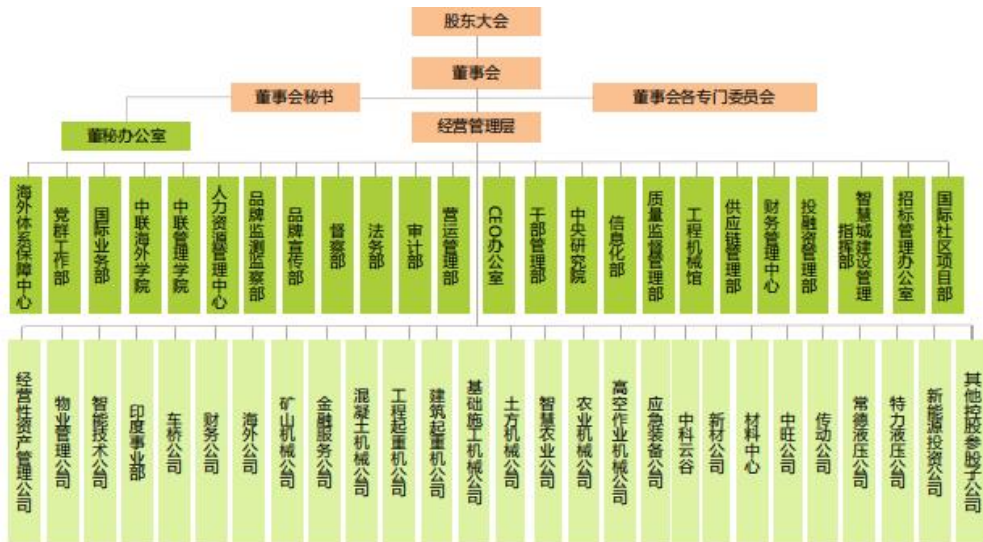 股东大会
董事会
董事会秘书
董事会各专门委员会
董秘办公室
经营管理层
海外体系保障中心
党群工作部
国际业务部
中联海外学院
中联管理学院
人力资源管理中心
品牌监测监察部
品牌宣传部
督察部
法务部
审计部
营运管理部
CEO办公室
干部管理部
中央研究院
信息化部
质量监督管理部
工程机械馆
供应链管理部
财务管理中心
投融资管理部
智慧城建设管理
指挥部
招标管理办公室
国际社区项目部
经营性资产管理公司
物业管理公司
智能技术公司
印度事业部
车桥公司
财务公司
海外公司
矿山机械公司
金融服务公司
混凝土机械公司
工程起重机公司
建筑起重机公司
基础施工机械公司
土方机械公司
智慧农业公司
农业机械公司
高空作业机械公司
应急装备公司
中科云谷
新材公司
材料中心
中旺公司
传动公司
常德液压公司
特力液压公司
新能源投资公司
其他控股参股子公司